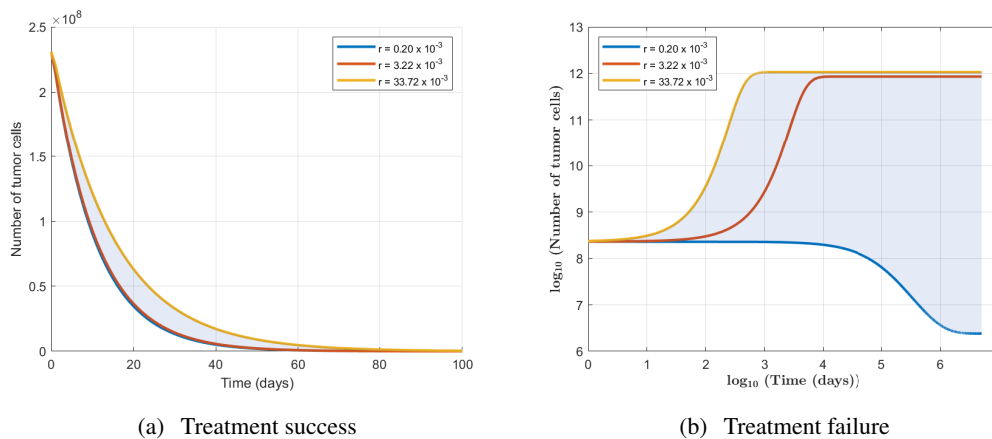 × 10⁸
2.5
2
1.5
1
0.5
0
Number of tumor cells
r = 0.20 x 10⁻³
r = 3.22 x 10⁻³
r = 33.72 x 10⁻³
0 20 40 60 80 100
Time (days)
(a) Treatment success
13
12
11
10
9
8
7
6
log₁₀ (Number of tumor cells)
r = 0.20 x 10⁻³
r = 3.22 x 10⁻³
r = 33.72 x 10⁻³
0 1 2 3 4 5 6
log₁₀ (Time (days))
(b) Treatment failure